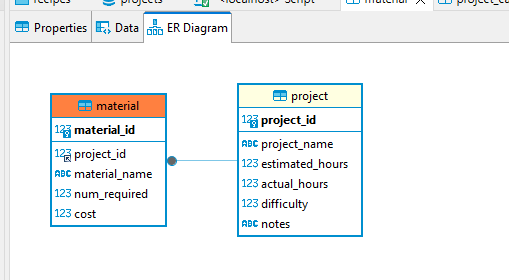 recipes
projects
<localhost> Script
material
Properties
Data
ER Diagram
material
123 material_id
123 project_id
ABC material_name
123 num_required
123 cost
project
123 project_id
ABC project_name
123 estimated_hours
123 actual_hours
123 difficulty
ABC notes